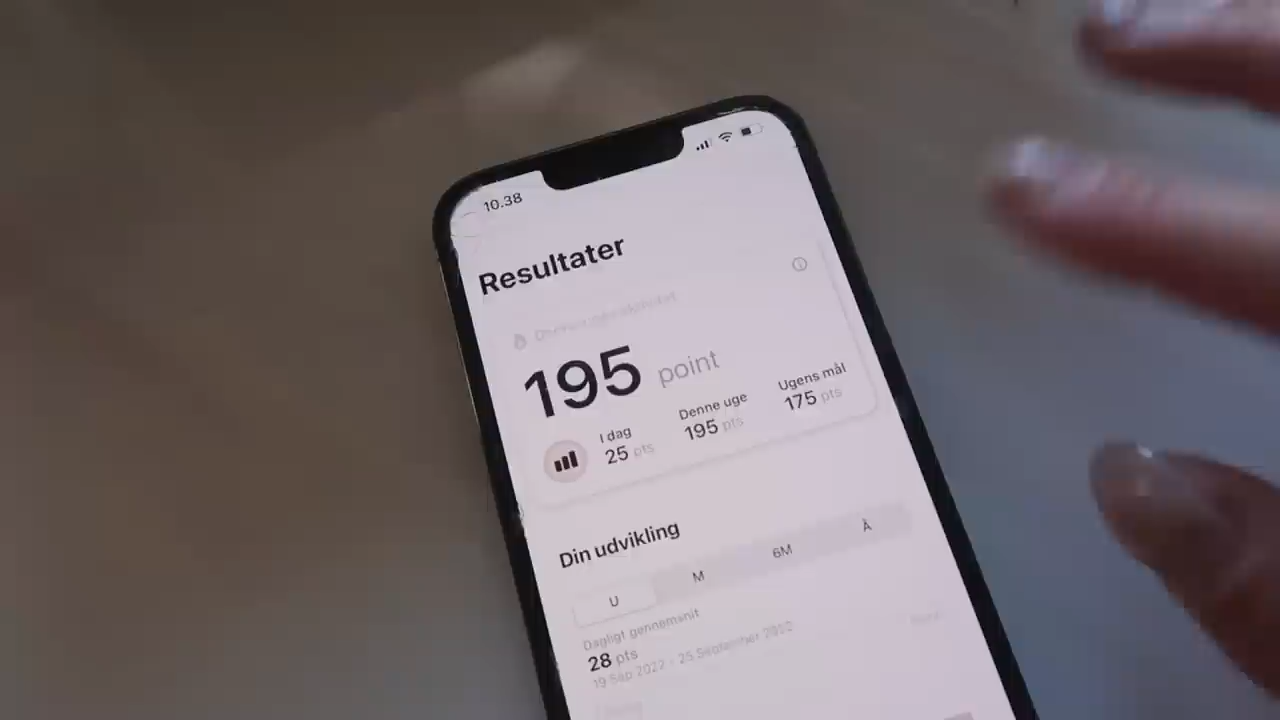 10.38
Resultater
195 point
I dag
25 pts
Denne uge
195 pts
Ugens mål
175 pts
Din udvikling
U M 6M Å
Dagligt gennemsnit
28 pts
19 Sep 2022 - 25 September 2022